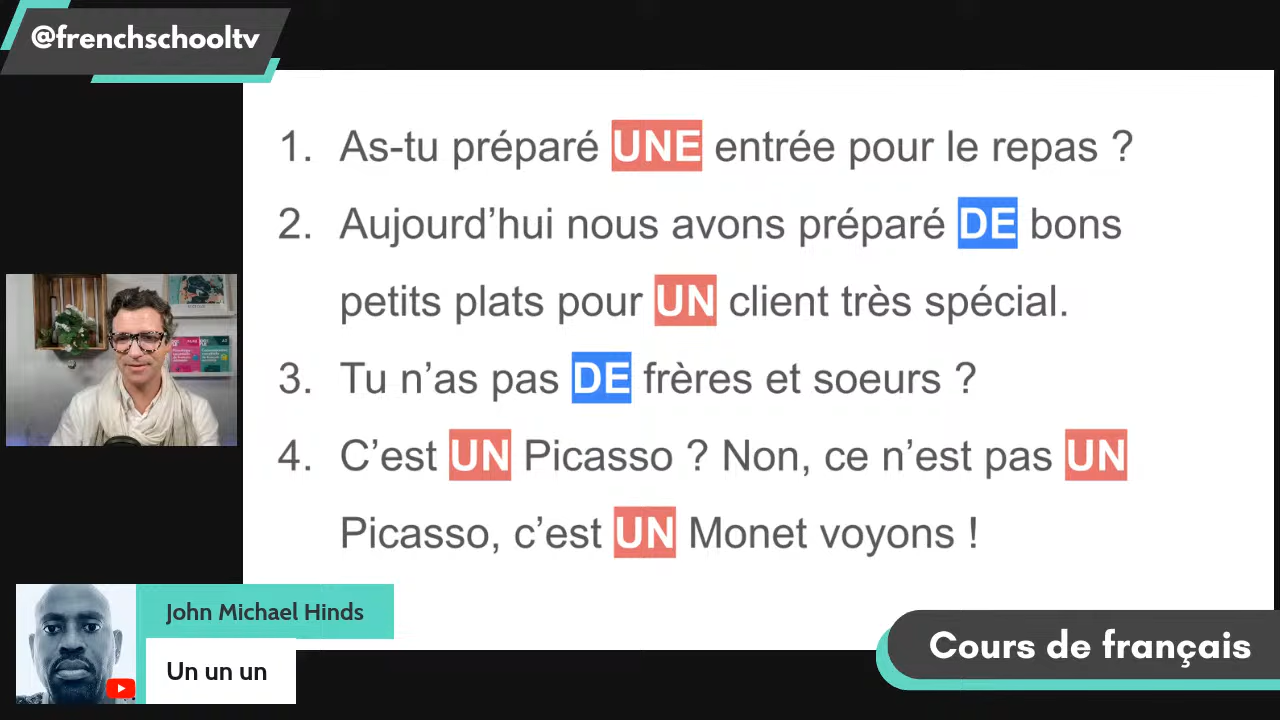 @frenchschooltv
1. As-tu préparé UNE entrée pour le repas ?
2. Aujourd’hui nous avons préparé DE bons
petits plats pour UN client très spécial.
3. Tu n’as pas DE frères et soeurs ?
4. C’est UN Picasso ? Non, ce n’est pas UN
Picasso, c’est UN Monet voyons !
John Michael Hinds
Un un un
Cours de français